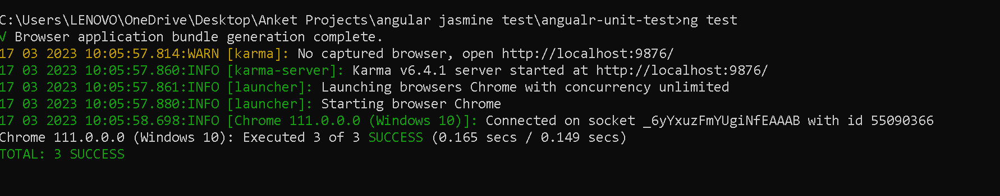 C:\Users\LENOVO\OneDrive\Desktop\Anket Projects\angular jasmine test\angualr-unit-test>ng test
√ Browser application bundle generation complete.
17 03 2023 10:05:57.814:WARN [karma]: No captured browser, open http://localhost:9876/
17 03 2023 10:05:57.860:INFO [karma-server]: Karma v6.4.1 server started at http://localhost:9876/
17 03 2023 10:05:57.861:INFO [launcher]: Launching browsers Chrome with concurrency unlimited
17 03 2023 10:05:57.880:INFO [launcher]: Starting browser Chrome
17 03 2023 10:05:58.698:INFO [Chrome 111.0.0.0 (Windows 10)]: Connected on socket _6yYxuzFmYUgiNfEAAAB with id 55090366
Chrome 111.0.0.0 (Windows 10): Executed 3 of 3 SUCCESS (0.165 secs / 0.149 secs)
TOTAL: 3 SUCCESS